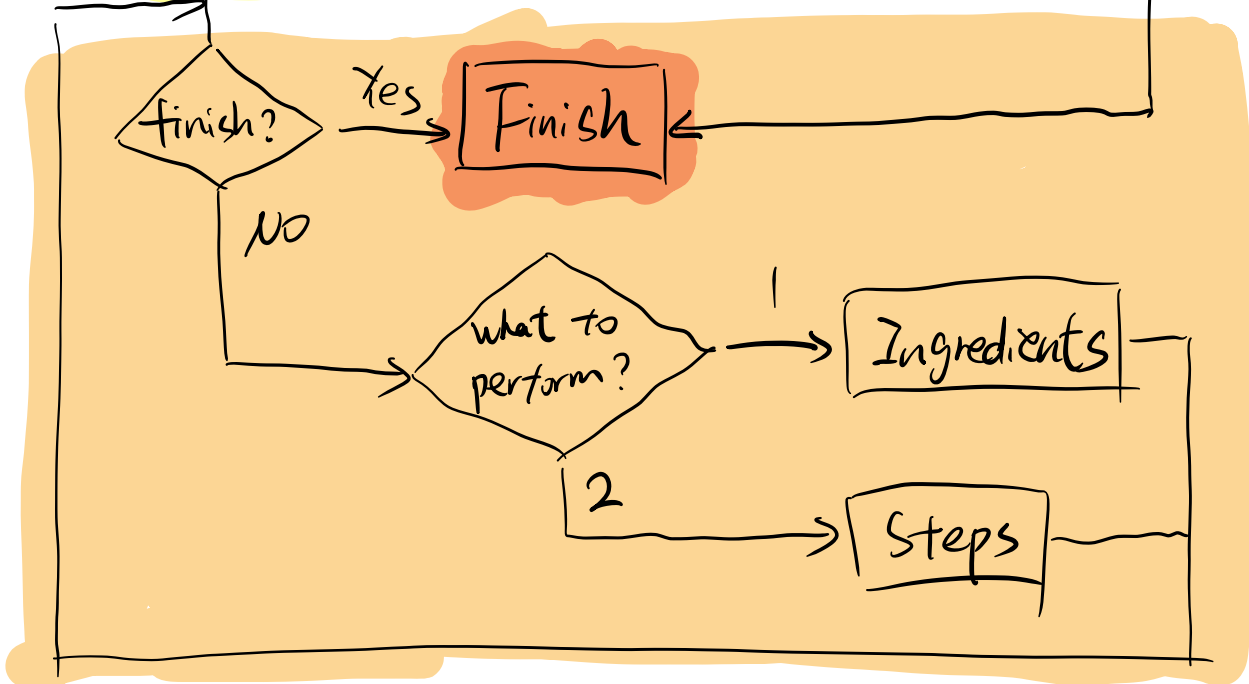 finish?
Yes
Finish
NO
what to
perform?
1
Ingredients
2
Steps